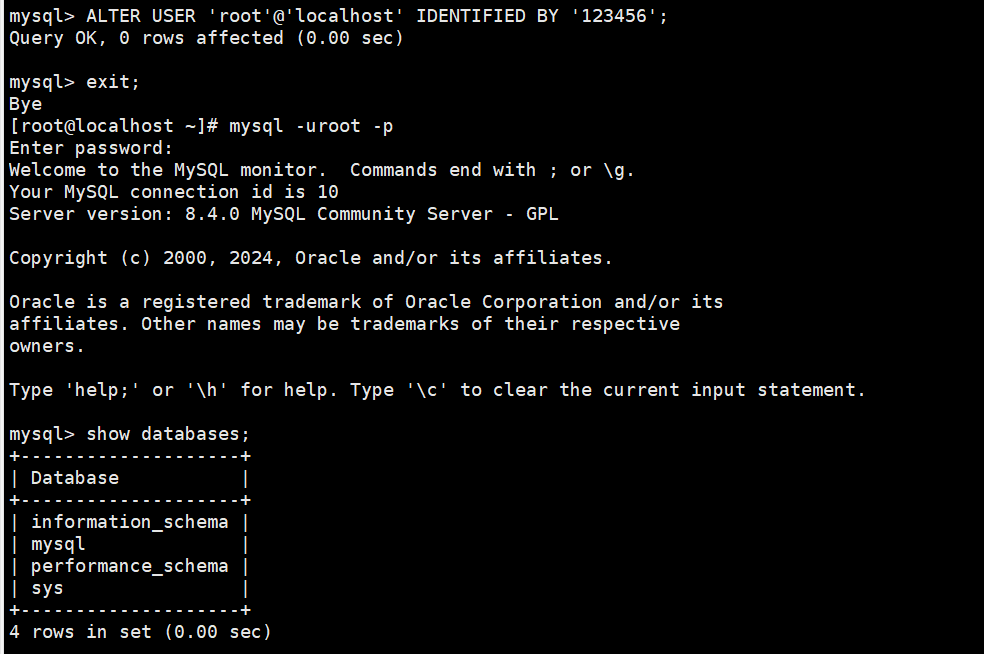 mysql> ALTER USER 'root'@'localhost' IDENTIFIED BY '123456';
Query OK, 0 rows affected (0.00 sec)

mysql> exit;
Bye
[root@localhost ~]# mysql -uroot -p
Enter password:
Welcome to the MySQL monitor.  Commands end with ; or \g.
Your MySQL connection id is 10
Server version: 8.4.0 MySQL Community Server - GPL

Copyright (c) 2000, 2024, Oracle and/or its affiliates.

Oracle is a registered trademark of Oracle Corporation and/or its
affiliates. Other names may be trademarks of their respective
owners.

Type 'help;' or '\h' for help. Type '\c' to clear the current input statement.

mysql> show databases;
+--------------------+
| Database           |
+--------------------+
| information_schema |
| mysql              |
| performance_schema |
| sys                |
+--------------------+
4 rows in set (0.00 sec)